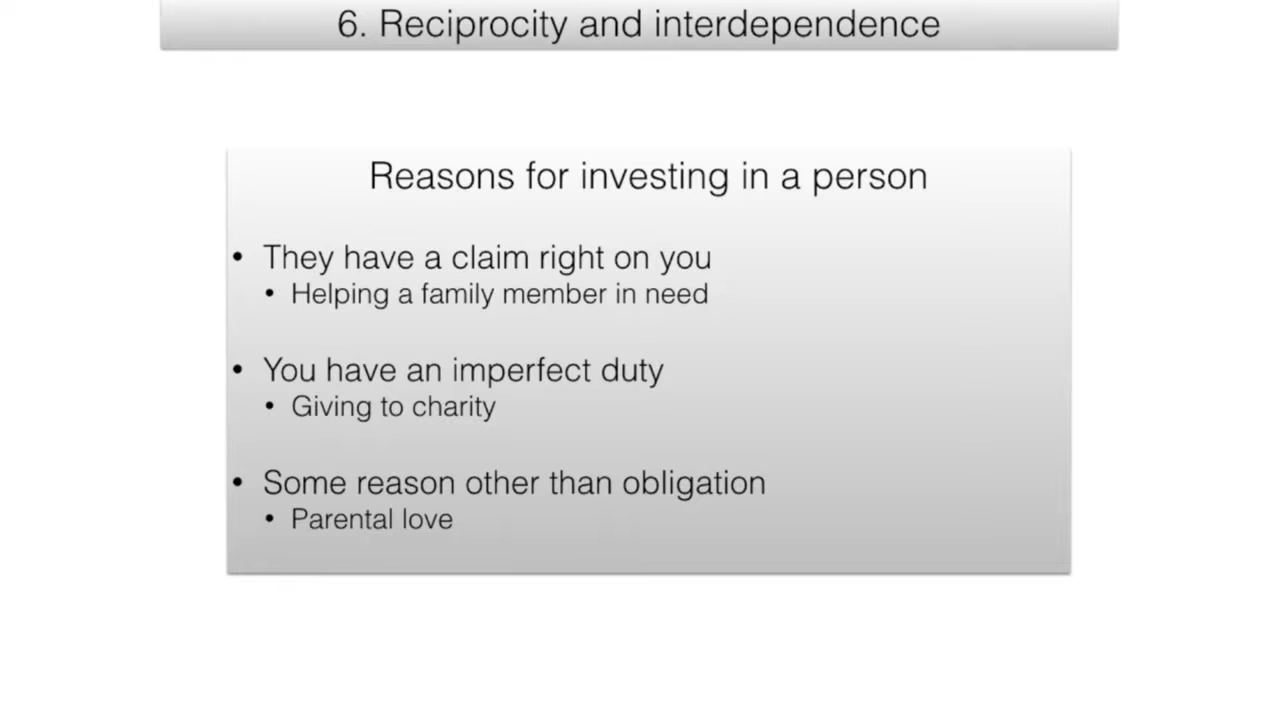 6. Reciprocity and interdependence
Reasons for investing in a person
• They have a claim right on you
• Helping a family member in need
• You have an imperfect duty
• Giving to charity
• Some reason other than obligation
• Parental love